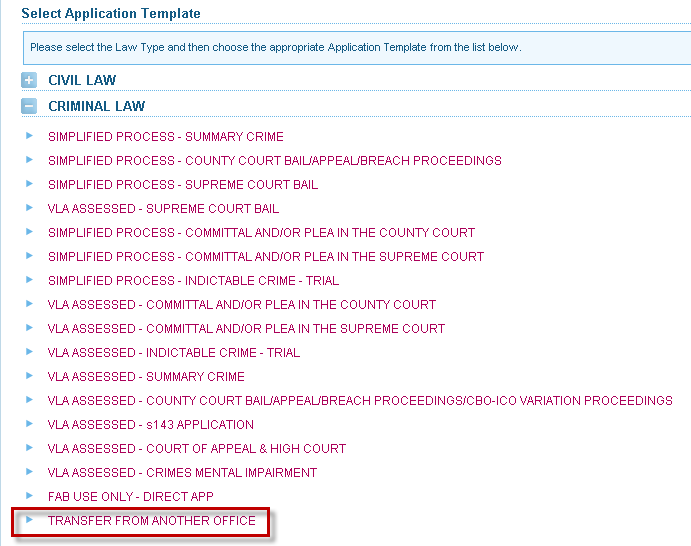 Select Application Template
Please select the Law Type and then choose the appropriate Application Template from the list below.
CIVIL LAW
CRIMINAL LAW
SIMPLIFIED PROCESS - SUMMARY CRIME
SIMPLIFIED PROCESS - COUNTY COURT BAIL/APPEAL/BREACH PROCEEDINGS
SIMPLIFIED PROCESS - SUPREME COURT BAIL
VLA ASSESSED - SUPREME COURT BAIL
SIMPLIFIED PROCESS - COMMITTAL AND/OR PLEA IN THE COUNTY COURT
SIMPLIFIED PROCESS - COMMITTAL AND/OR PLEA IN THE SUPREME COURT
SIMPLIFIED PROCESS - INDICTABLE CRIME - TRIAL
VLA ASSESSED - COMMITTAL AND/OR PLEA IN THE COUNTY COURT
VLA ASSESSED - COMMITTAL AND/OR PLEA IN THE SUPREME COURT
VLA ASSESSED - INDICTABLE CRIME - TRIAL
VLA ASSESSED - SUMMARY CRIME
VLA ASSESSED - COUNTY COURT BAIL/APPEAL/BREACH PROCEEDINGS/CBO-ICO VARIATION PROCEEDINGS
VLA ASSESSED - s143 APPLICATION
VLA ASSESSED - COURT OF APPEAL & HIGH COURT
VLA ASSESSED - CRIMES MENTAL IMPAIRMENT
FAB USE ONLY - DIRECT APP
TRANSFER FROM ANOTHER OFFICE